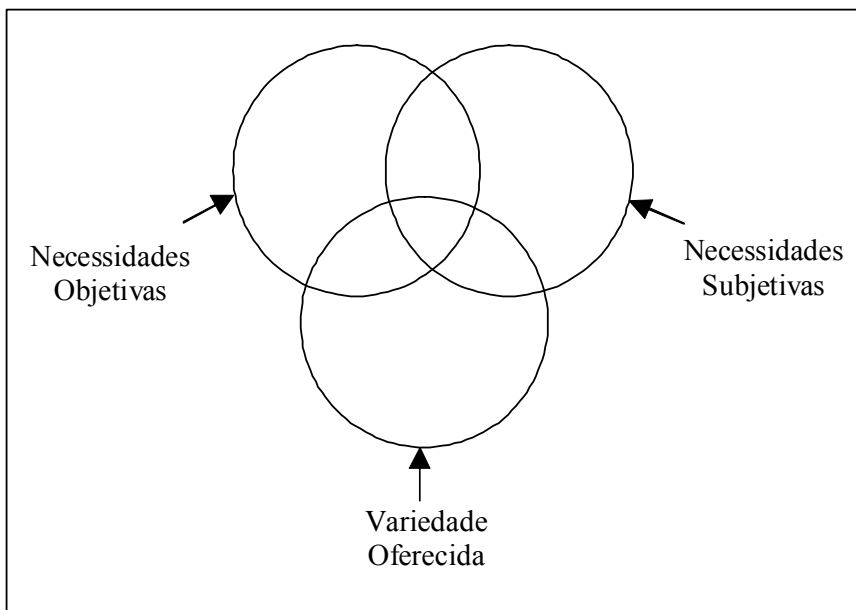 Necessidades
Objetivas
Necessidades
Subjetivas
Variedade
Oferecida